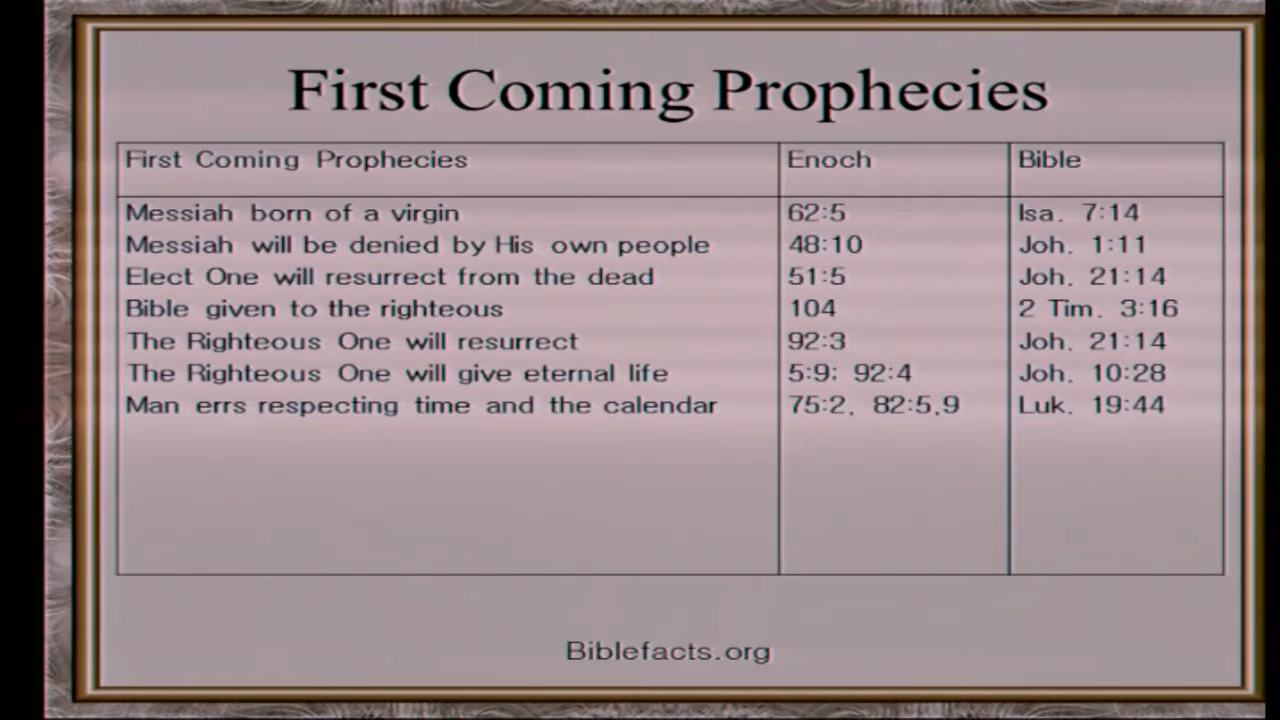 First Coming Prophecies
First Coming Prophecies Enoch Bible
Messiah born of a virgin 62:5 Isa. 7:14
Messiah will be denied by His own people 48:10 Joh. 1:11
Elect One will resurrect from the dead 51:5 Joh. 21:14
Bible given to the righteous 104 2 Tim. 3:16
The Righteous One will resurrect 92:3 Joh. 21:14
The Righteous One will give eternal life 5:9; 92:4 Joh. 10:28
Man errs respecting time and the calendar 75:2, 82:5,9 Luk. 19:44
Biblefacts.org